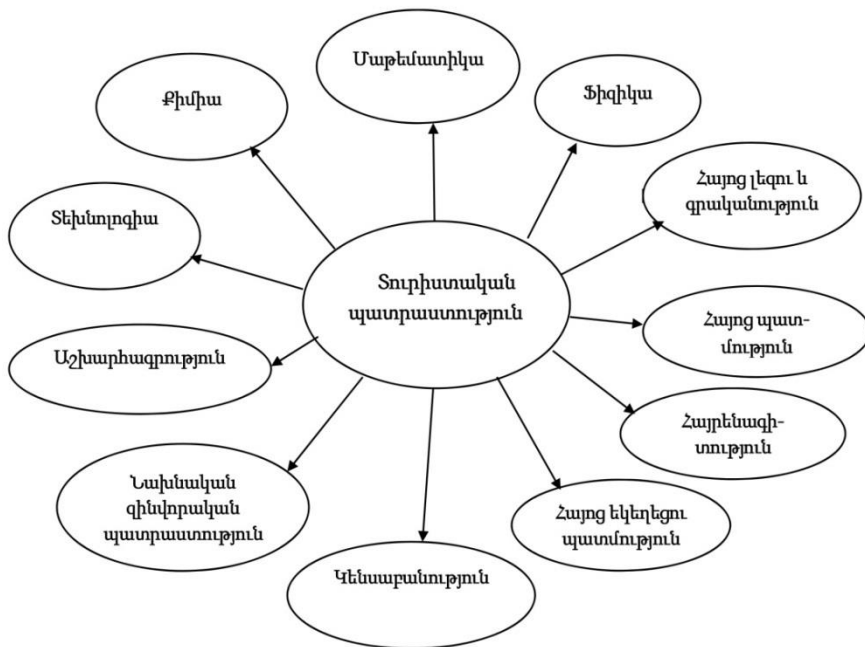 Մաթեմատիկա
Քիմիա
Ֆիզիկա
Հայոց լեզու և
գրականություն
Տեխնոլոգիա
Տուրիստական
պատրաստություն
Հայոց պատ-
մություն
Աշխարհագրություն
Հայրենագի-
տություն
Նախնական
զինվորական
պատրաստություն
Հայոց եկեղեցու
պատմություն
Կենսաբանություն